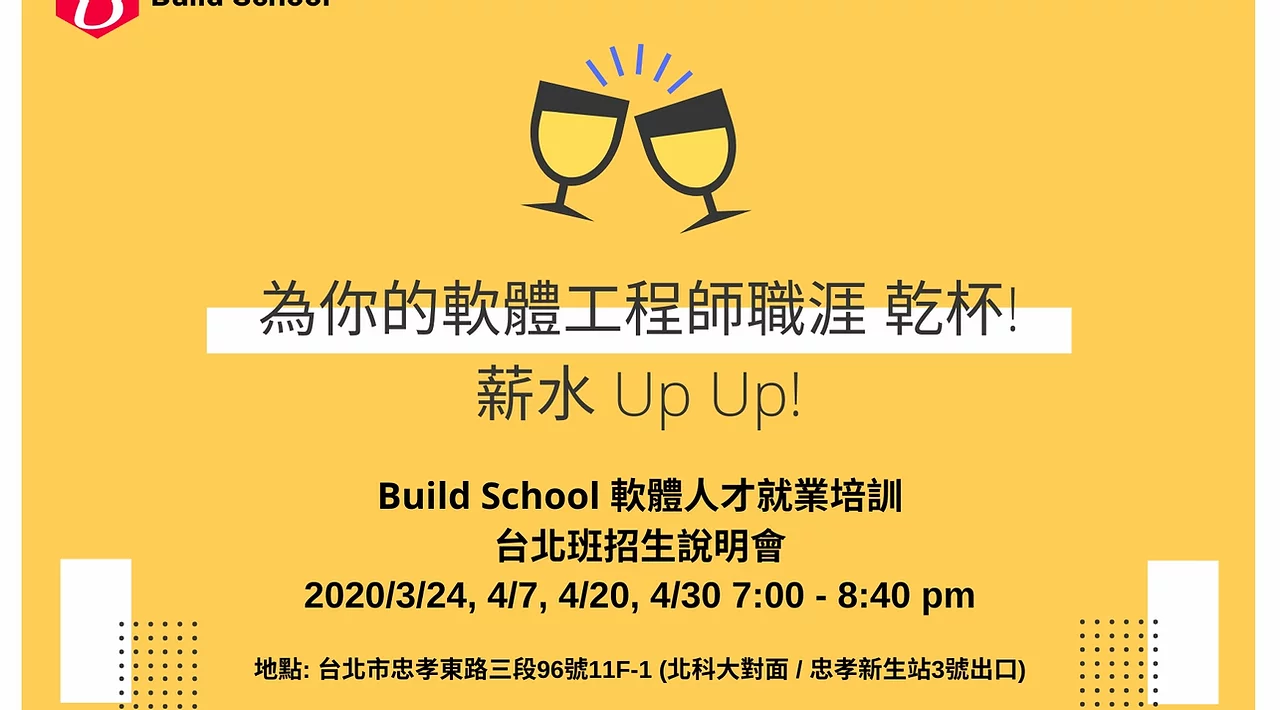 Build School
為你的軟體工程師職涯 乾杯!
薪水 Up Up!
Build School 軟體人才就業培訓
台北班招生說明會
2020/3/24, 4/7, 4/20, 4/30 7:00 - 8:40 pm
地點: 台北市忠孝東路三段96號11F-1 (北科大對面 / 忠孝新生站3號出口)